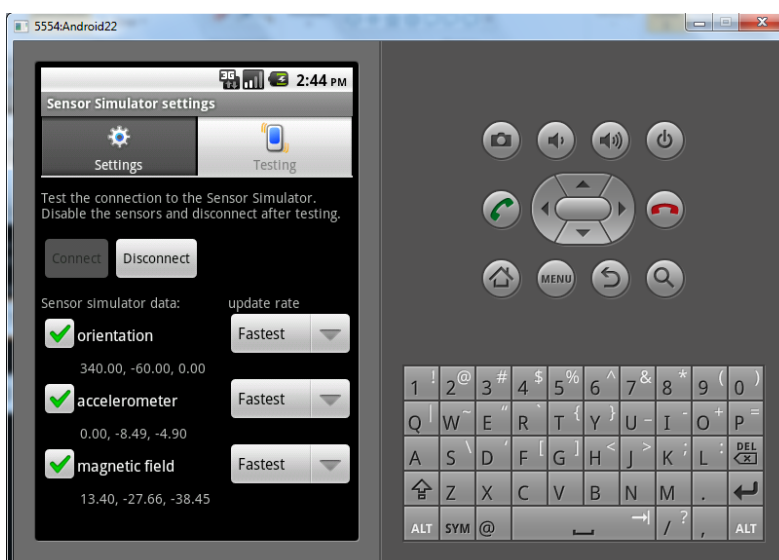 5554:Android22
3G 2:44 PM
Sensor Simulator settings
Settings Testing
Test the connection to the Sensor Simulator.
Disable the sensors and disconnect after testing.
Connect Disconnect
Sensor simulator data: update rate
orientation Fastest
340.00, -60.00, 0.00
accelerometer Fastest
0.00, -8.49, -4.90
magnetic field Fastest
13.40, -27.66, -38.45
MENU
1 ! 2 @ 3 # 4 $ 5 % 6 ^ 7 & 8 * 9 ( 0 )
Q | W ~ E " R ` T { Y } U - I - O + P =
A S \ D ' F [ G ] H < J > K ; L : DEL
Z X C V B N M .
ALT SYM @ / ? , ALT